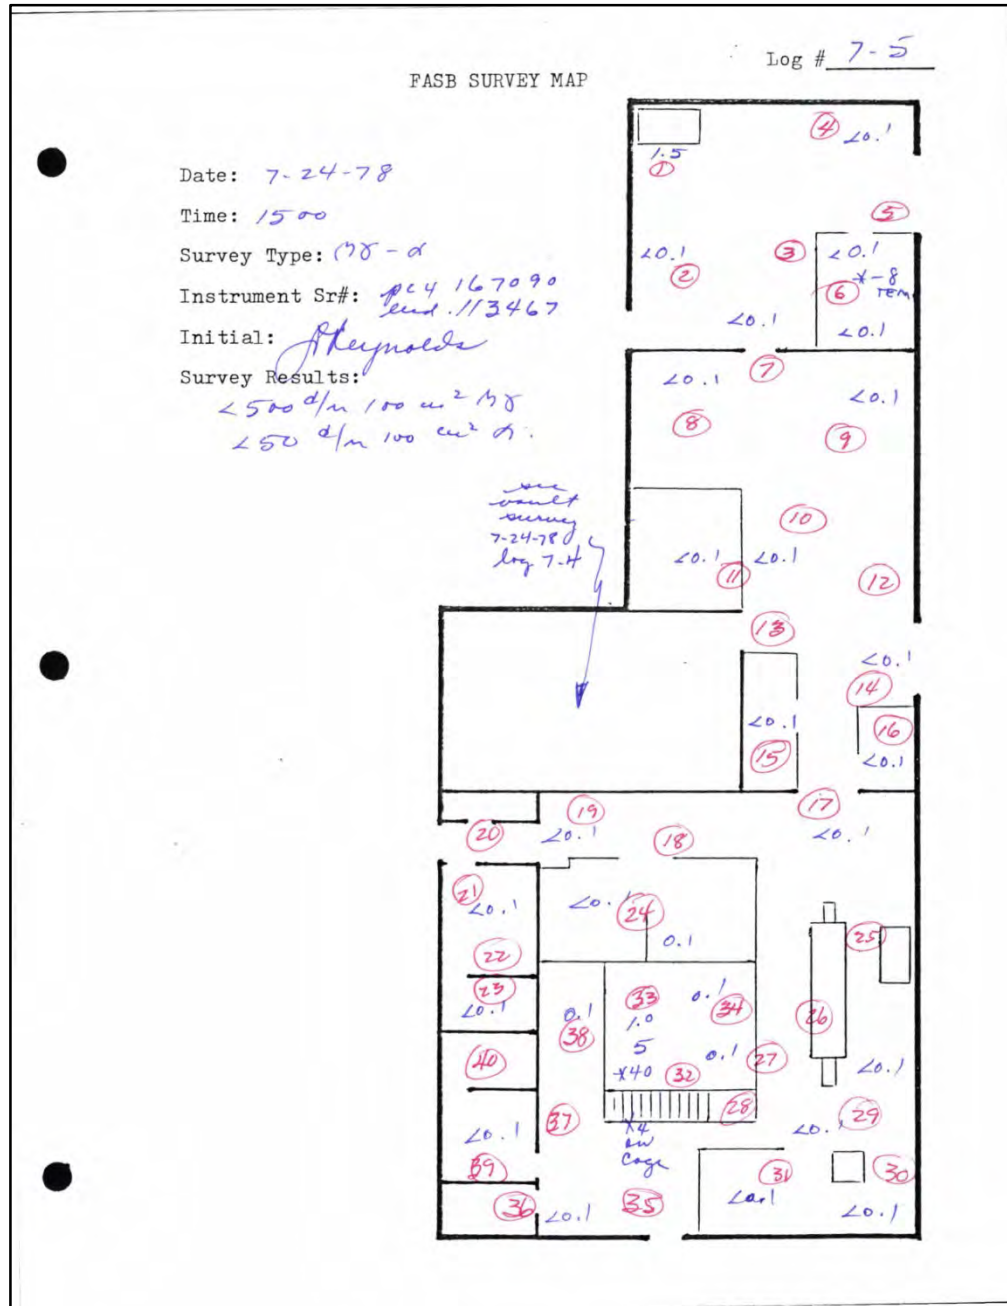 Log # 7-5
FASB SURVEY MAP
Date: 7-24-78
Time: 1500
Survey Type: βγ - α
Instrument Sr#: pcy 167090
113467
Initial: JReynolds
Survey Results:
<500 d/m 100 cm² βγ
<50 d/m 100 cm² α.
4 <0.1
1.5
1
5
<0.1 3 <0.1
2 *-8
6 TEM
<0.1 <0.1
7
<0.1 <0.1
8 9
see
vault
survey
7-24-78
log 7-4
10
<0.1 <0.1
11 12
13
<0.1
14
<0.1 16
15 <0.1
19 17
20 <0.1 18 <0.1
21
<0.1 <0.1 24
0.1 25
22
23 33 0.1 34
<0.1 0.1 1.0 26
38 5 0.1 27
40 *40 32 <0.1
28 29
37 *4 <0.1
<0.1 on
cage
39 31 30
36 <0.1 35 <0.1 <0.1